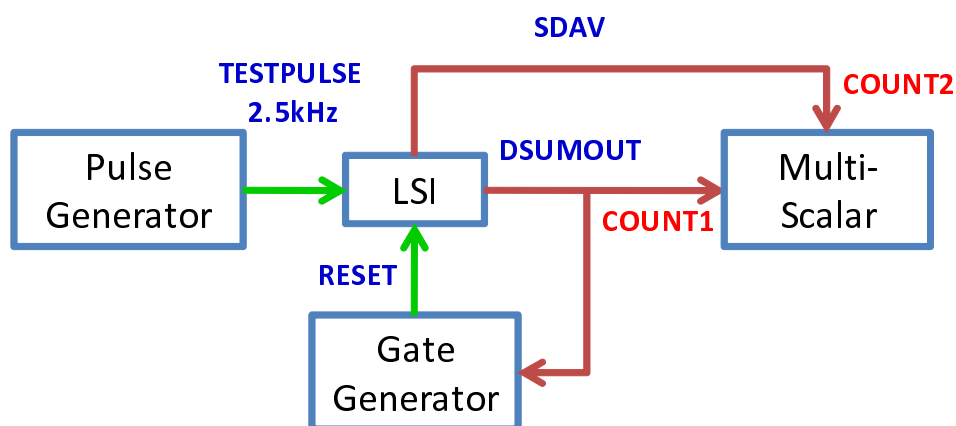 SDAV
TESTPULSE
2.5kHz
COUNT2
Pulse
Generator
LSI
DSUMOUT
COUNT1
Multi-
Scalar
RESET
Gate
Generator